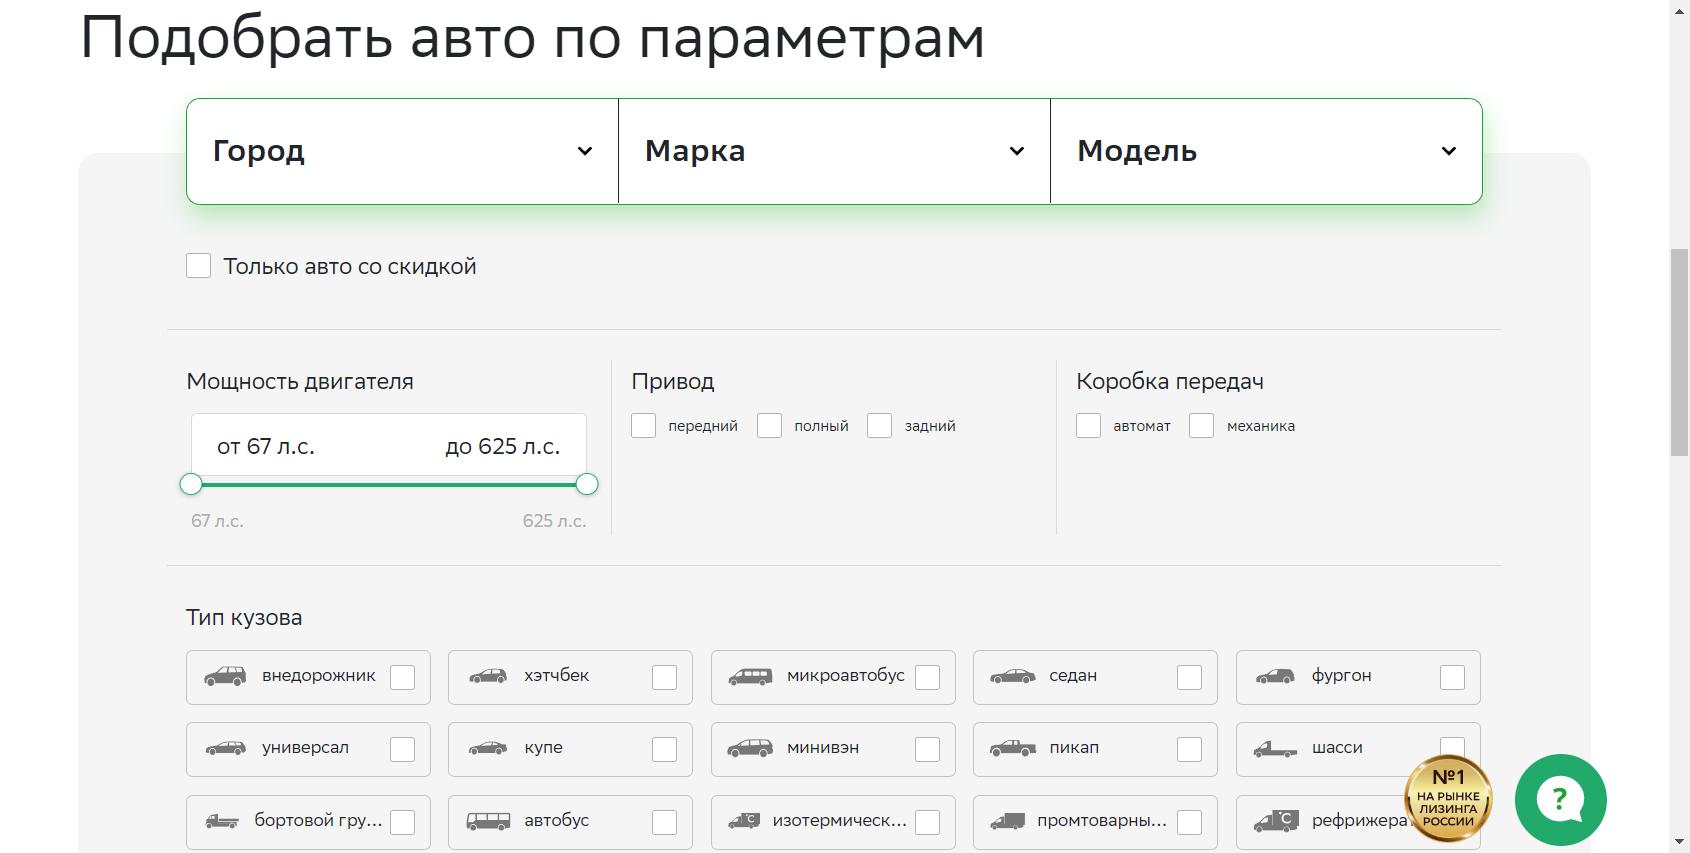 Подобрать авто по параметрам
Город Марка Модель
Только авто со скидкой
Мощность двигателя Привод Коробка передач
передний полный задний автомат механика
от 67 л.с. до 625 л.с.
67 л.с. 625 л.с.
Тип кузова
внедорожник хэтчбек микроавтобус седан фургон
универсал купе минивэн пикап шасси
бортовой гру... автобус изотермическ... промтоварны... рефрижерат
№1
НА РЫНКЕ
ЛИЗИНГА
РОССИИ
?